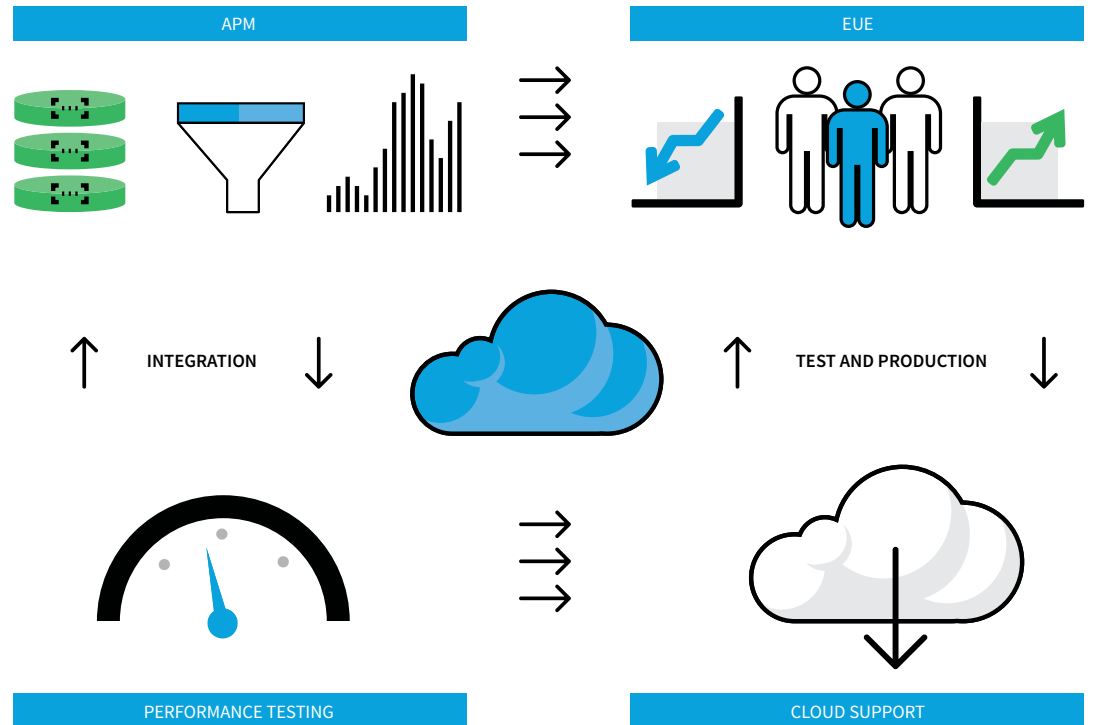 APM
EUE
INTEGRATION
TEST AND PRODUCTION
PERFORMANCE TESTING
CLOUD SUPPORT